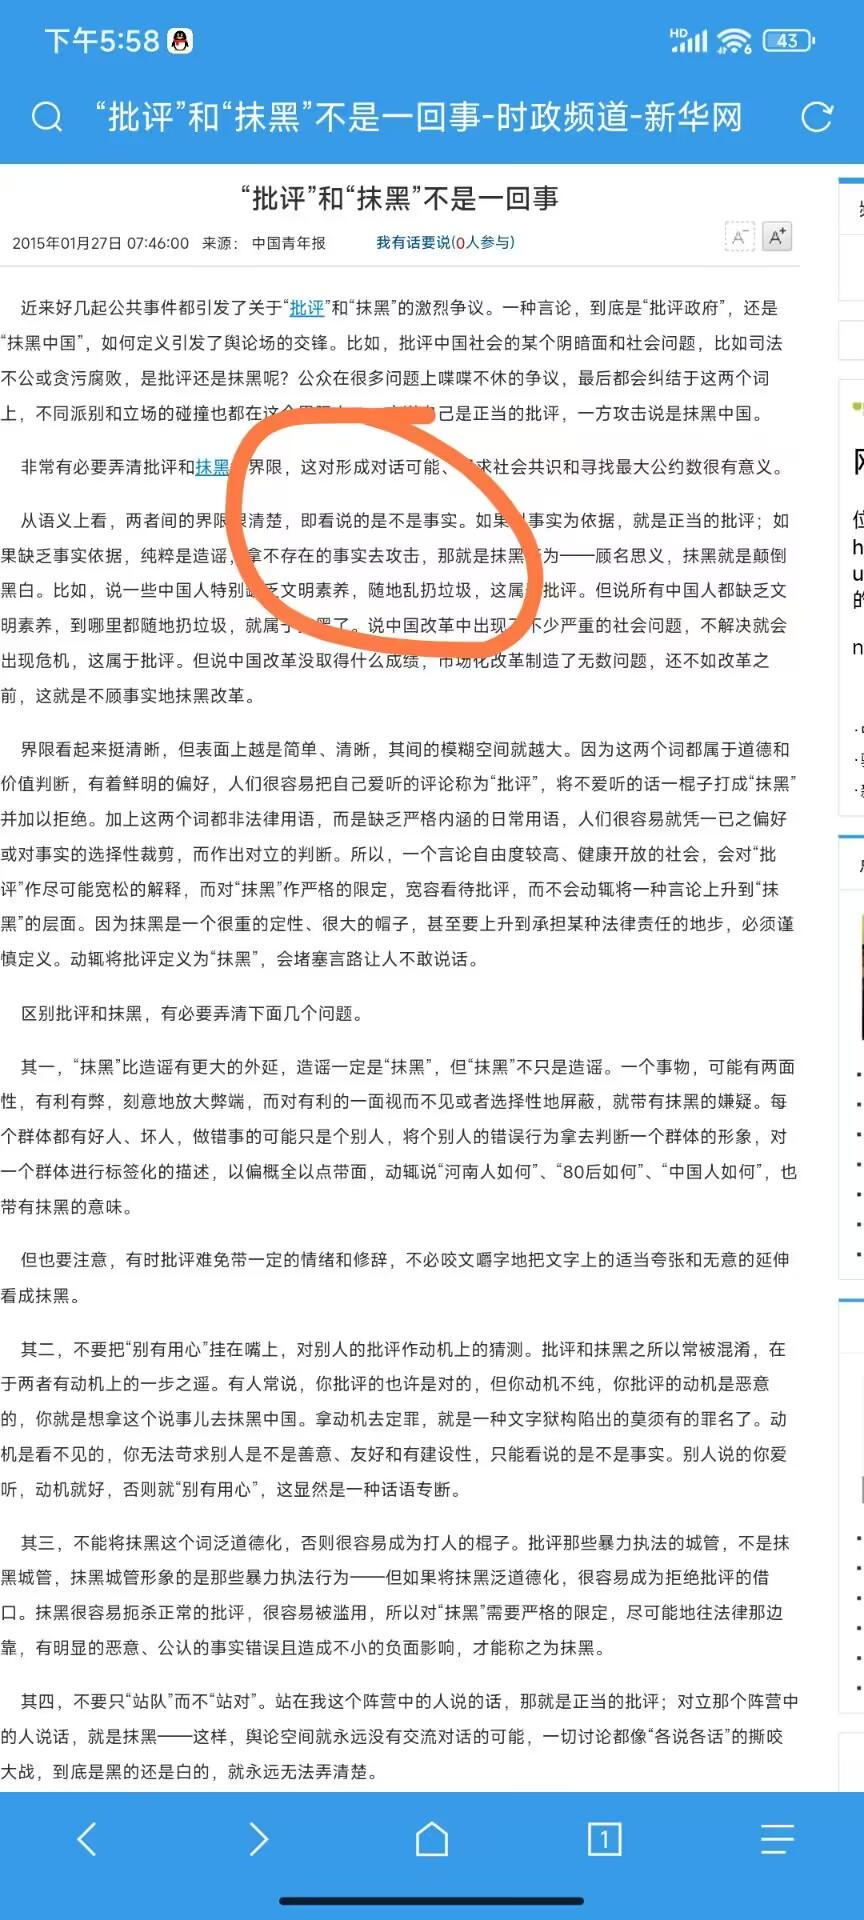 下午5:58
HD 6 43
“批评”和“抹黑”不是一回事-时政频道-新华网
“批评”和“抹黑”不是一回事
2015年01月27日 07:46:00 来源： 中国青年报 我有话要说(0人参与) A- A+
近来好几起公共事件都引发了关于“批评”和“抹黑”的激烈争议。一种言论，到底是“批评政府”，还是
“抹黑中国”，如何定义引发了舆论场的交锋。比如，批评中国社会的某个阴暗面和社会问题，比如司法
不公或贪污腐败，是批评还是抹黑呢？公众在很多问题上喋喋不休的争议，最后都会纠结于这两个词
上，不同派别和立场的碰撞也都在这个 己是正当的批评，一方攻击说是抹黑中国。
非常有必要弄清批评和抹黑 界限，这对形成对话可能、 求社会共识和寻找最大公约数很有意义。
从语义上看，两者间的界限很清楚，即看说的是不是事实。如果 事实为依据，就是正当的批评；如
果缺乏事实依据，纯粹是造谣，拿不存在的事实去攻击，那就是抹黑行为——顾名思义，抹黑就是颠倒
黑白。比如，说一些中国人特别缺乏文明素养，随地乱扔垃圾，这属 批评。但说所有中国人都缺乏文
明素养，到哪里都随地扔垃圾，就属于 黑了。说中国改革中出现了不少严重的社会问题，不解决就会
出现危机，这属于批评。但说中国改革没取得什么成绩，市场化改革制造了无数问题，还不如改革之
前，这就是不顾事实地抹黑改革。
界限看起来挺清晰，但表面上越是简单、清晰，其间的模糊空间就越大。因为这两个词都属于道德和
价值判断，有着鲜明的偏好，人们很容易把自己爱听的评论称为“批评”，将不爱听的话一棍子打成“抹黑”
并加以拒绝。加上这两个词都非法律用语，而是缺乏严格内涵的日常用语，人们很容易就凭一已之偏好
或对事实的选择性裁剪，而作出对立的判断。所以，一个言论自由度较高、健康开放的社会，会对“批
评”作尽可能宽松的解释，而对“抹黑”作严格的限定，宽容看待批评，而不会动辄将一种言论上升到“抹
黑”的层面。因为抹黑是一个很重的定性、很大的帽子，甚至要上升到承担某种法律责任的地步，必须谨
慎定义。动辄将批评定义为“抹黑”，会堵塞言路让人不敢说话。
区别批评和抹黑，有必要弄清下面几个问题。
其一，“抹黑”比造谣有更大的外延，造谣一定是“抹黑”，但“抹黑”不只是造谣。一个事物，可能有两面
性，有利有弊，刻意地放大弊端，而对有利的一面视而不见或者选择性地屏蔽，就带有抹黑的嫌疑。每
个群体都有好人、坏人，做错事的可能只是个别人，将个别人的错误行为拿去判断一个群体的形象，对
一个群体进行标签化的描述，以偏概全以点带面，动辄说“河南人如何”、“80后如何”、“中国人如何”，也
带有抹黑的意味。
但也要注意，有时批评难免带一定的情绪和修辞，不必咬文嚼字地把文字上的适当夸张和无意的延伸
看成抹黑。
其二，不要把“别有用心”挂在嘴上，对别人的批评作动机上的猜测。批评和抹黑之所以常被混淆，在
于两者有动机上的一步之遥。有人常说，你批评的也许是对的，但你动机不纯，你批评的动机是恶意
的，你就是想拿这个说事儿去抹黑中国。拿动机去定罪，就是一种文字狱构陷出的莫须有的罪名了。动
机是看不见的，你无法苛求别人是不是善意、友好和有建设性，只能看说的是不是事实。别人说的你爱
听，动机就好，否则就“别有用心”，这显然是一种话语专断。
其三，不能将抹黑这个词泛道德化，否则很容易成为打人的棍子。批评那些暴力执法的城管，不是抹
黑城管，抹黑城管形象的是那些暴力执法行为——但如果将抹黑泛道德化，很容易成为拒绝批评的借
口。抹黑很容易扼杀正常的批评，很容易被滥用，所以对“抹黑”需要严格的限定，尽可能地往法律那边
靠，有明显的恶意、公认的事实错误且造成不小的负面影响，才能称之为抹黑。
其四，不要只“站队”而不“站对”。站在我这个阵营中的人说的话，那就是正当的批评；对立那个阵营中
的人说话，就是抹黑——这样，舆论空间就永远没有交流对话的可能，一切讨论都像“各说各话”的撕咬
大战，到底是黑的还是白的，就永远无法弄清楚。
1